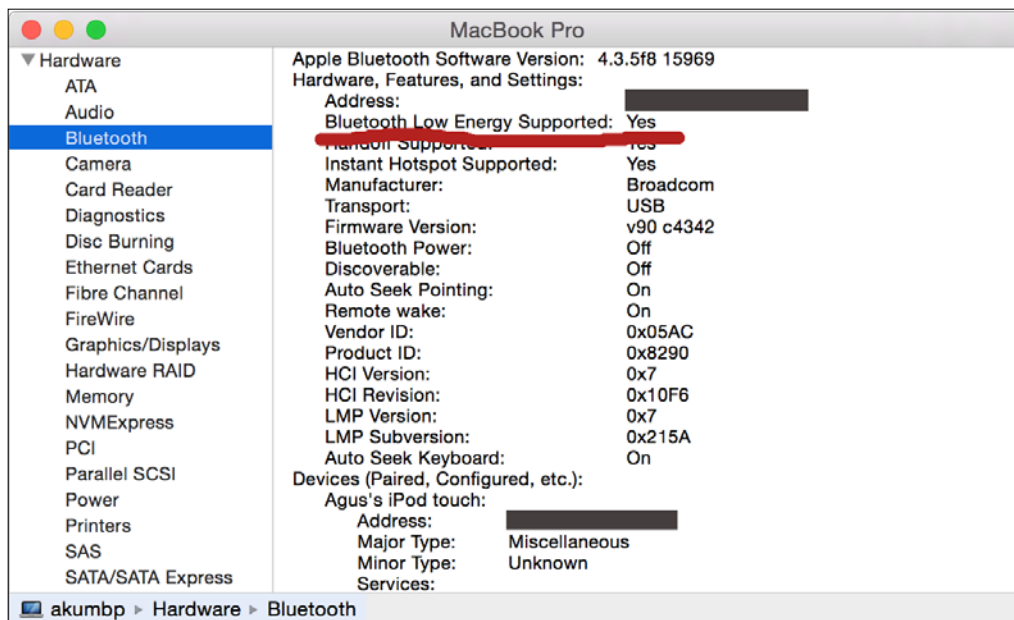 MacBook Pro
Hardware
ATA
Audio
Bluetooth
Camera
Card Reader
Diagnostics
Disc Burning
Ethernet Cards
Fibre Channel
FireWire
Graphics/Displays
Hardware RAID
Memory
NVMExpress
PCI
Parallel SCSI
Power
Printers
SAS
SATA/SATA Express
Apple Bluetooth Software Version: 4.3.5f8 15969
Hardware, Features, and Settings:
Address:
Bluetooth Low Energy Supported: Yes
Handoff Supported: Yes
Instant Hotspot Supported: Yes
Manufacturer: Broadcom
Transport: USB
Firmware Version: v90 c4342
Bluetooth Power: Off
Discoverable: Off
Auto Seek Pointing: On
Remote wake: On
Vendor ID: 0x05AC
Product ID: 0x8290
HCI Version: 0x7
HCI Revision: 0x10F6
LMP Version: 0x7
LMP Subversion: 0x215A
Auto Seek Keyboard: On
Devices (Paired, Configured, etc.):
Agus's iPod touch:
Address:
Major Type: Miscellaneous
Minor Type: Unknown
Services:
akumbp ▸ Hardware ▸ Bluetooth